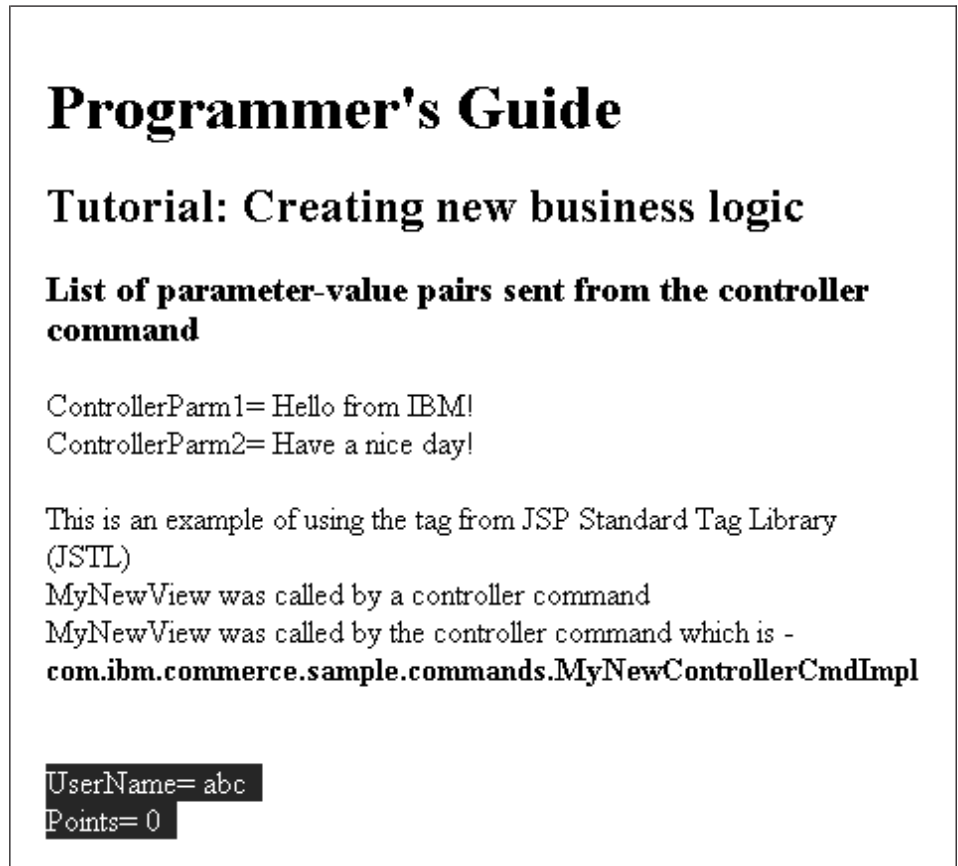 Programmer's Guide
Tutorial: Creating new business logic
List of parameter-value pairs sent from the controller
command
ControllerParm1= Hello from IBM!
ControllerParm2= Have a nice day!
This is an example of using the tag from JSP Standard Tag Library
(JSTL)
MyNewView was called by a controller command
MyNewView was called by the controller command which is -
com.ibm.commerce.sample.commands.MyNewControllerCmdImpl
UserName= abc
Points= 0